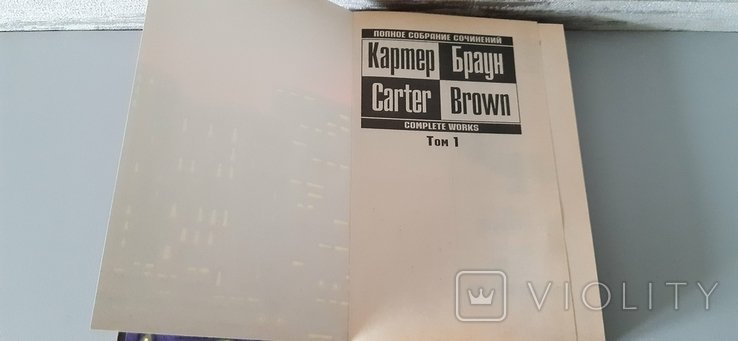 ПОЛНОЕ СОБРАНИЕ СОЧИНЕНИЙ
Картер Браун
Carter Brown
COMPLETE WORKS
Том 1
VIOLITY